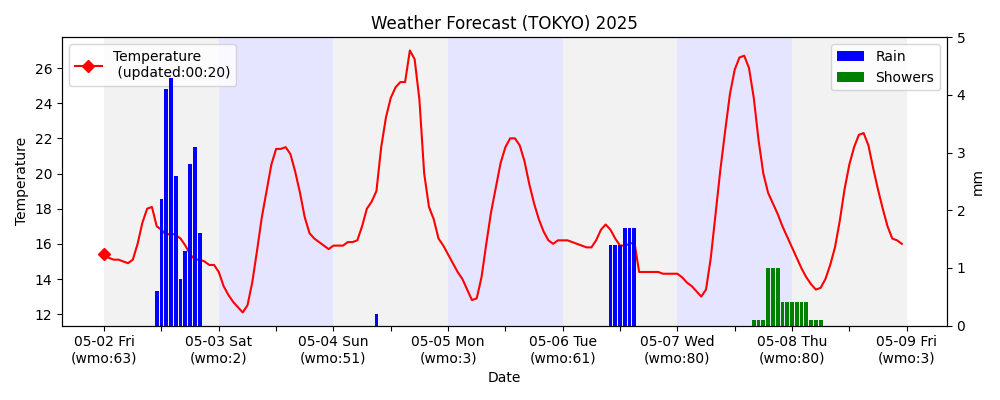 Weather Forecast (TOKYO) 2025
Temperature
(updated:00:20)
Rain
Showers
Temperature
26
24
22
20
18
16
14
12
5
4
3
2
1
0
mm
05-02 Fri
(wmo:63)
05-03 Sat
(wmo:2)
05-04 Sun
(wmo:51)
05-05 Mon
(wmo:3)
05-06 Tue
(wmo:61)
05-07 Wed
(wmo:80)
05-08 Thu
(wmo:80)
05-09 Fri
(wmo:3)
Date